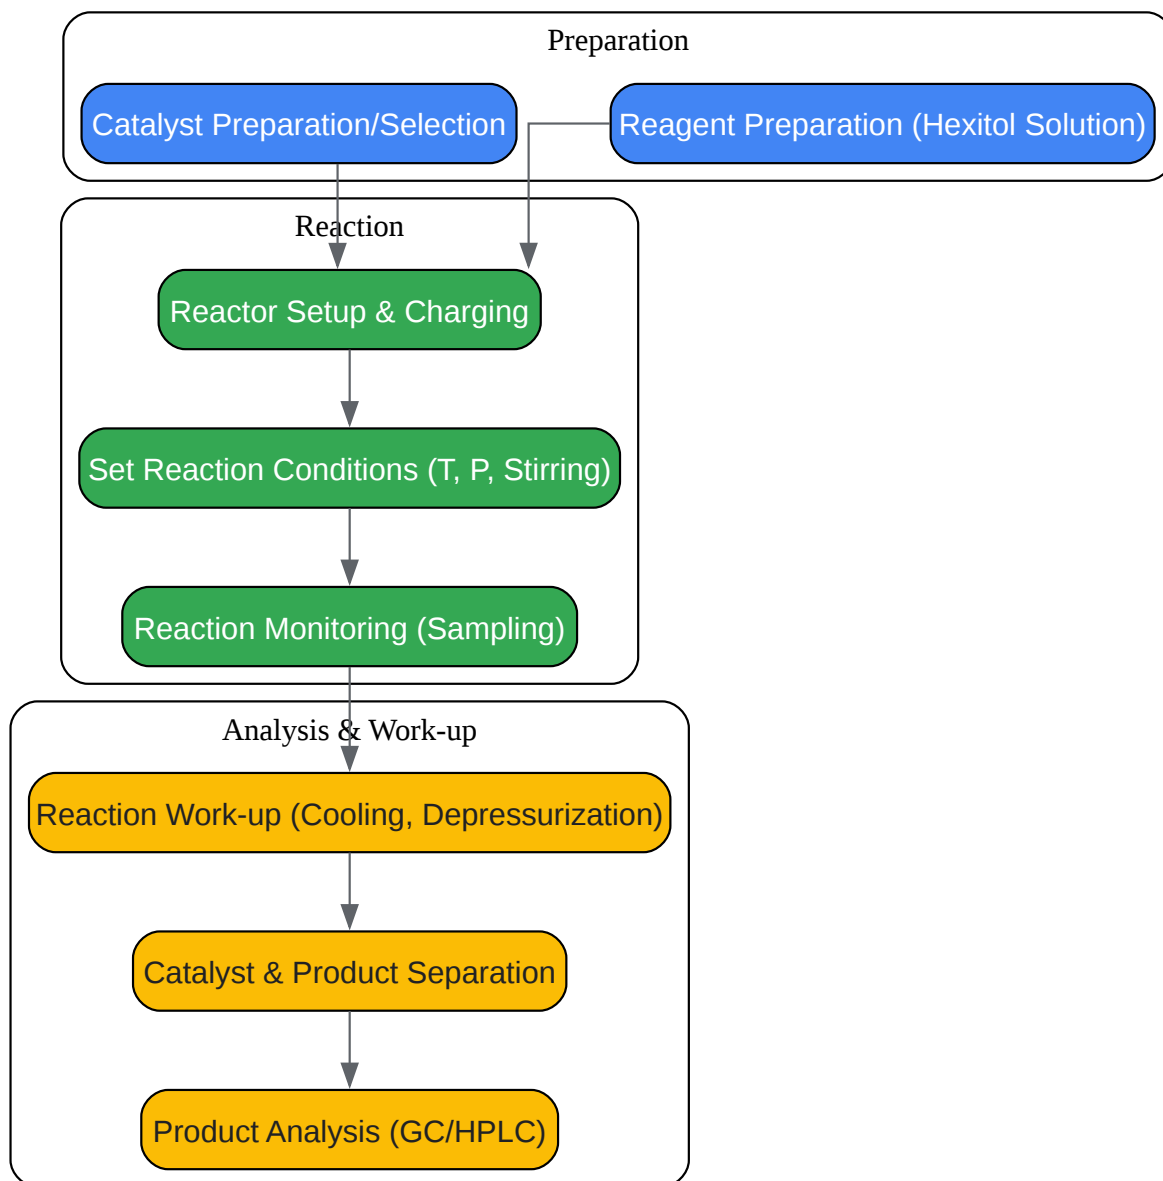 Preparation
Catalyst Preparation/Selection
Reagent Preparation (Hexitol Solution)
Reaction
Reactor Setup & Charging
Set Reaction Conditions (T, P, Stirring)
Reaction Monitoring (Sampling)
Analysis & Work-up
Reaction Work-up (Cooling, Depressurization)
Catalyst & Product Separation
Product Analysis (GC/HPLC)